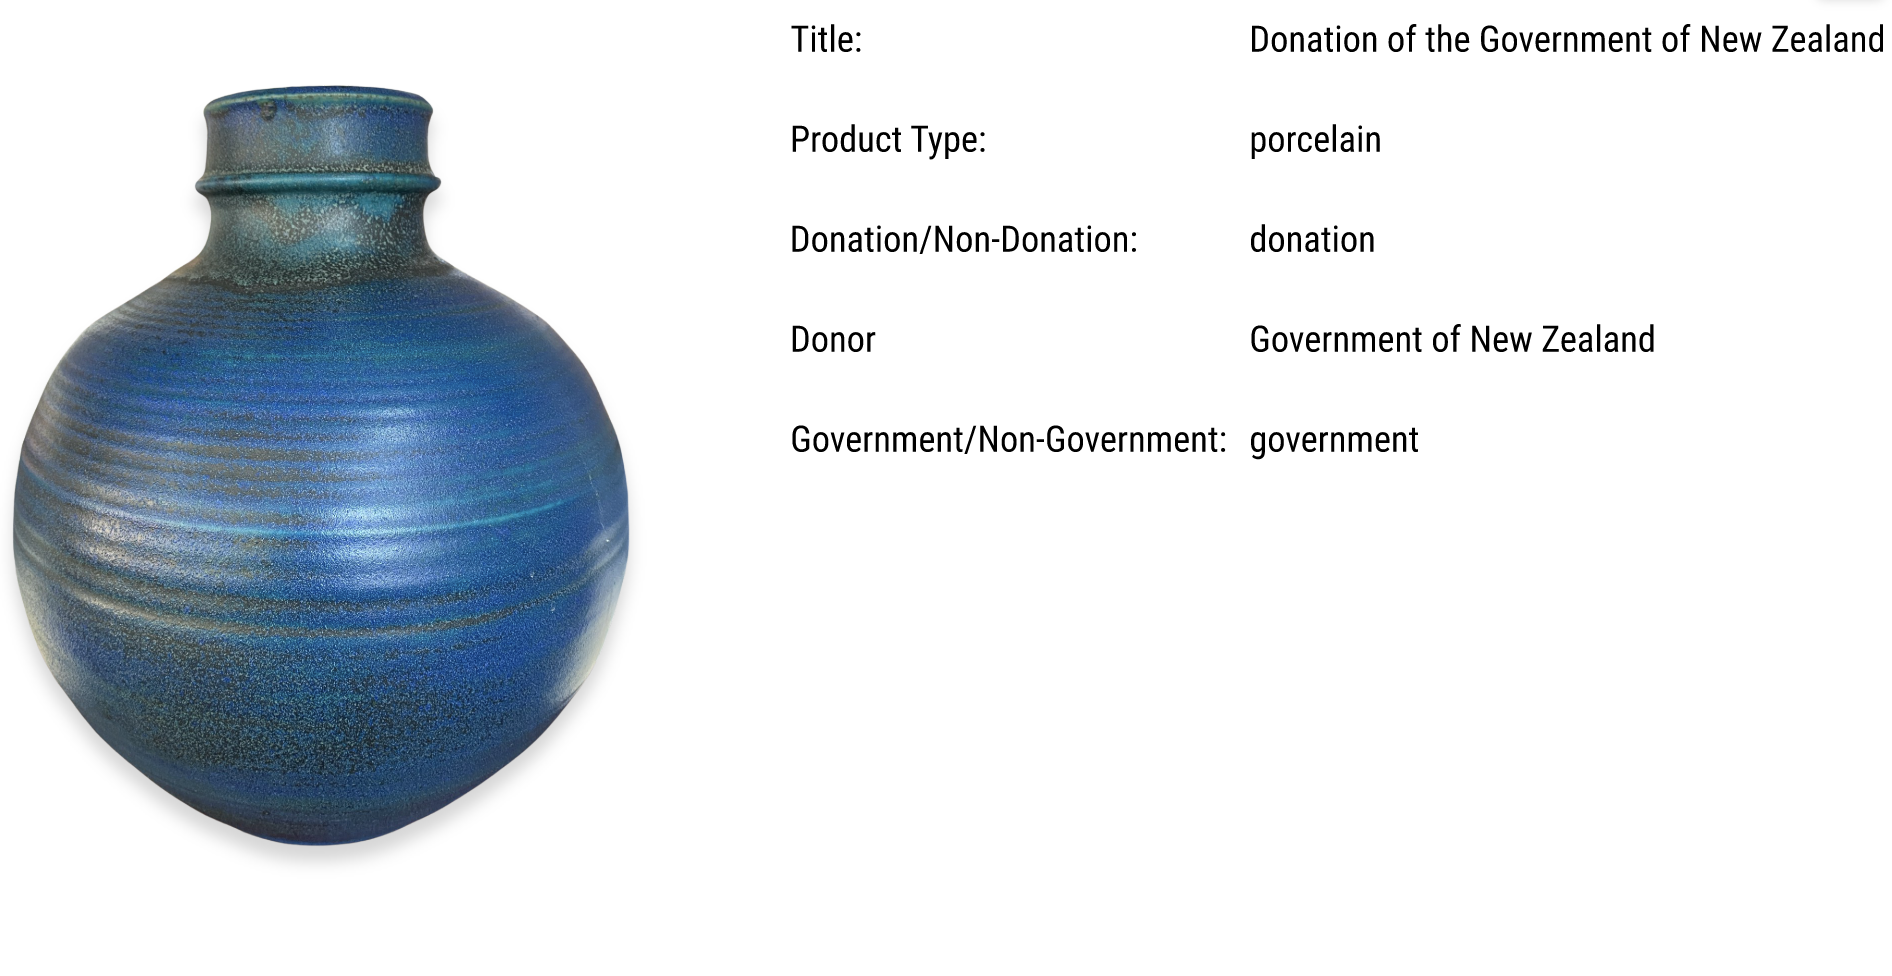 Title: Donation of the Government of New Zealand
Product Type: porcelain
Donation/Non-Donation: donation
Donor Government of New Zealand
Government/Non-Government: government